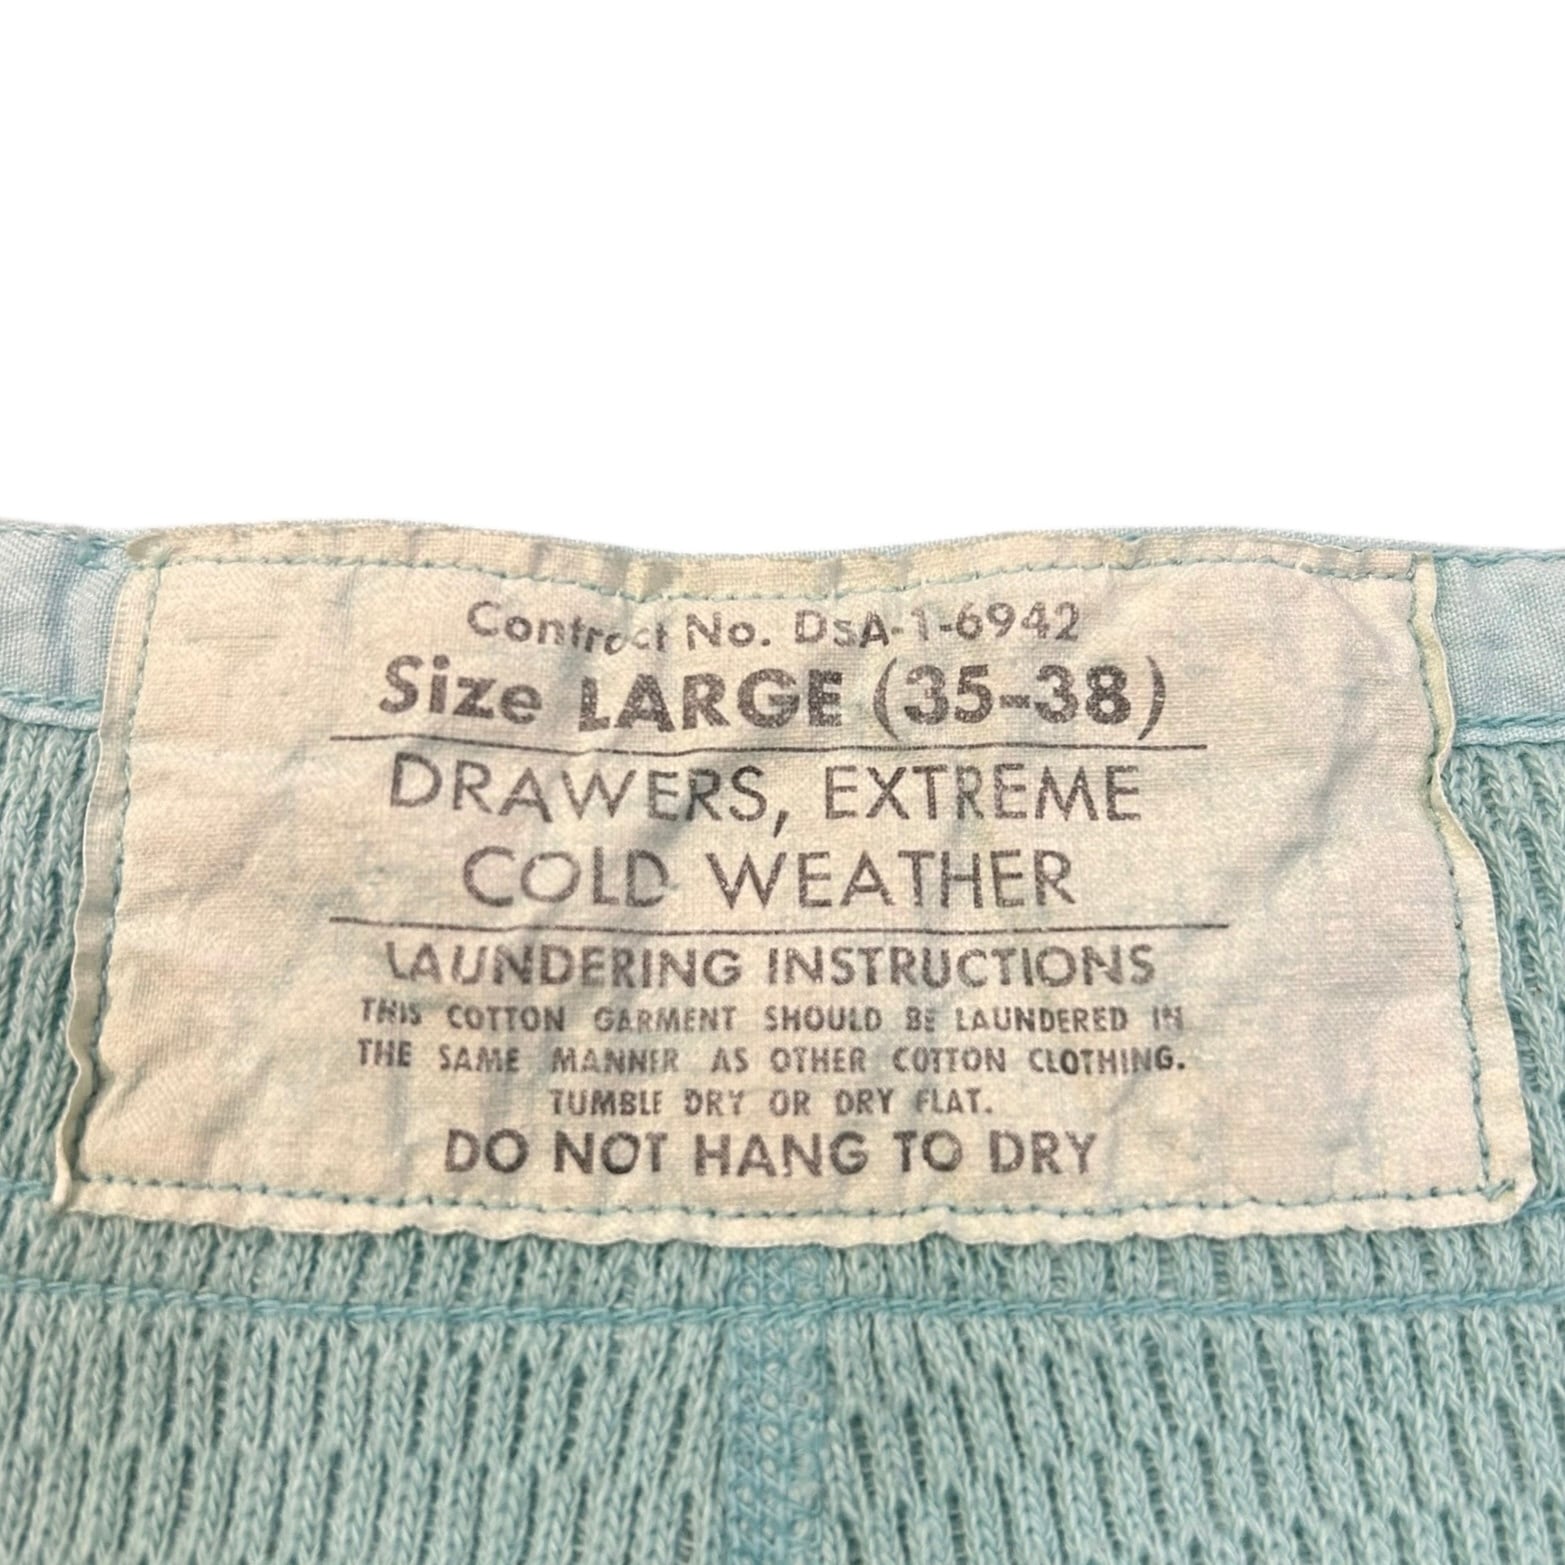 Contract No. DSA-1-6942
Size LARGE (35-38)
DRAWERS, EXTREME
COLD WEATHER
LAUNDERING INSTRUCTIONS
THIS COTTON GARMENT SHOULD BE LAUNDERED IN
THE SAME MANNER AS OTHER COTTON CLOTHING.
TUMBLE DRY OR DRY FLAT.
DO NOT HANG TO DRY